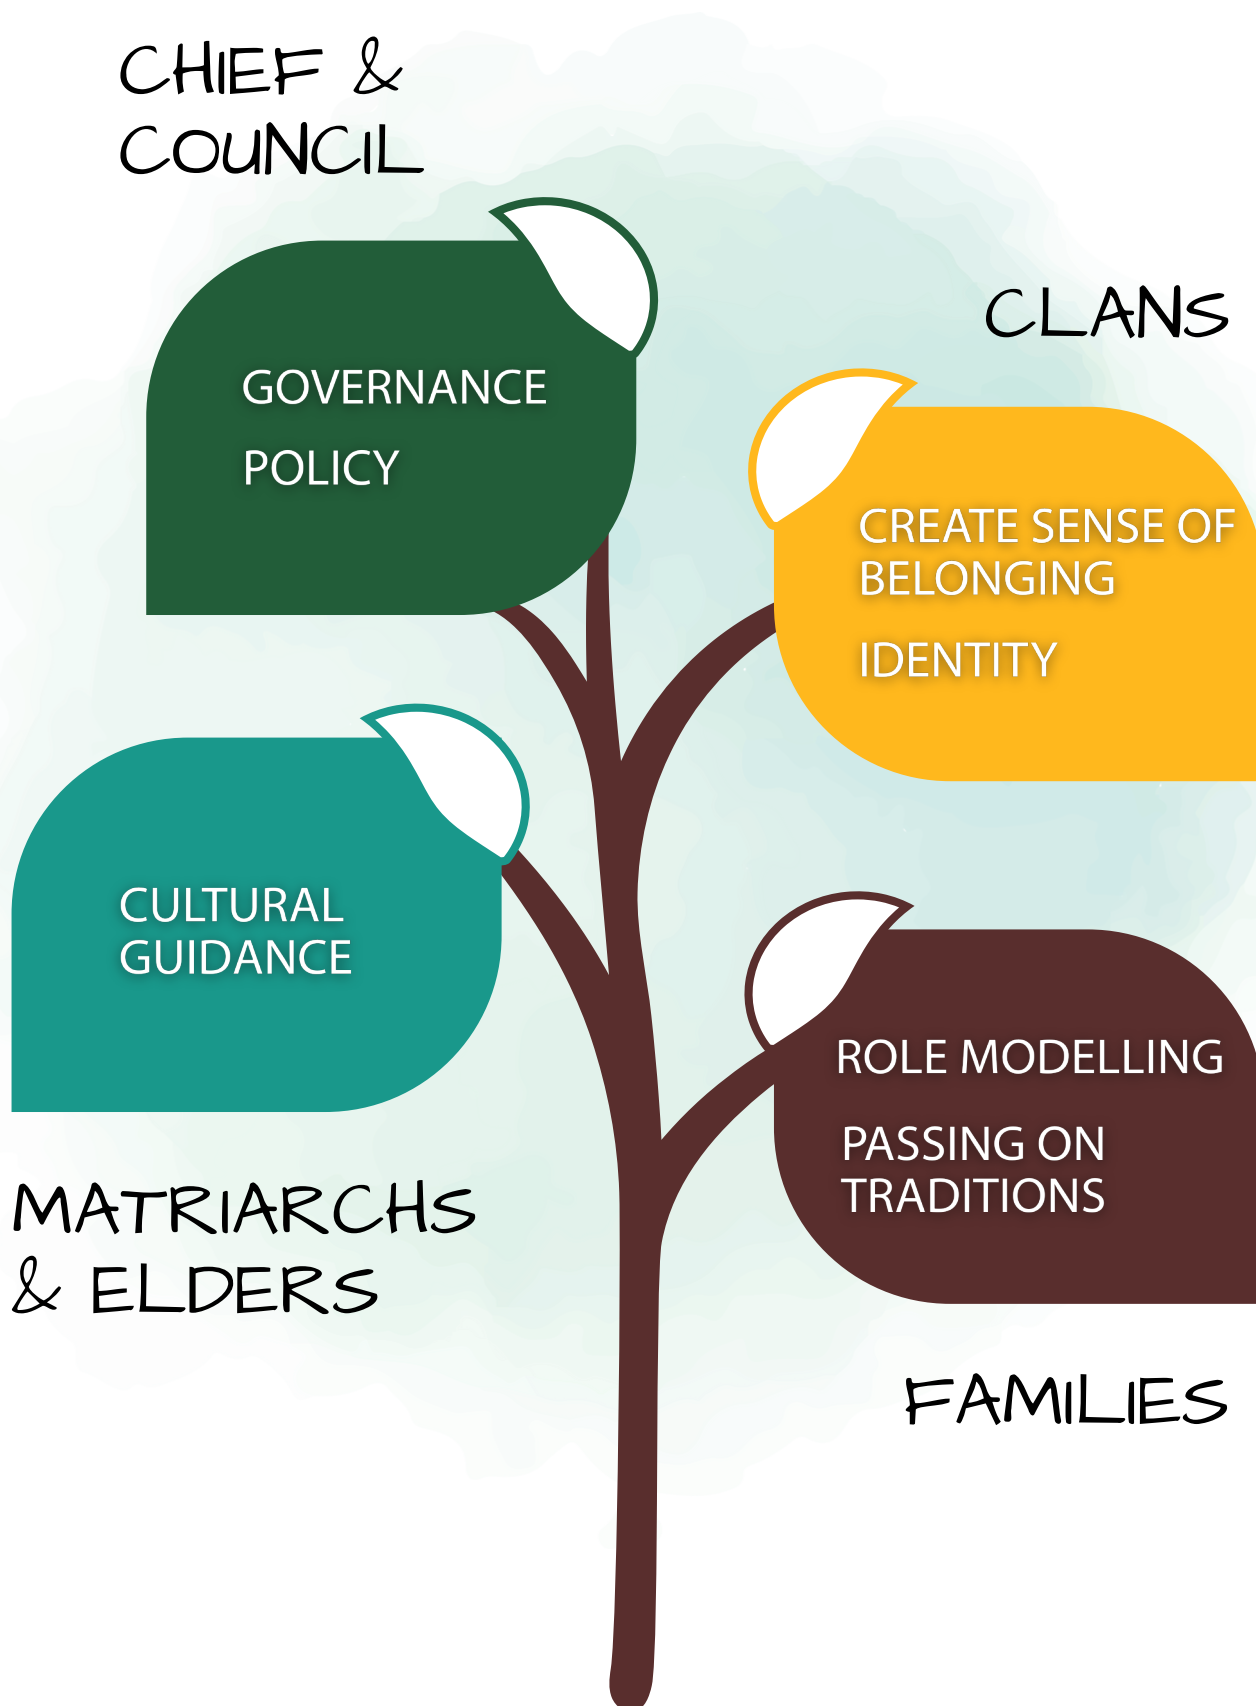 CHIEF &
COUNCIL
GOVERNANCE
POLICY
CLANS
CREATE SENSE OF
BELONGING
IDENTITY
CULTURAL
GUIDANCE
MATRIARCHS
& ELDERS
ROLE MODELLING
PASSING ON
TRADITIONS
FAMILIES